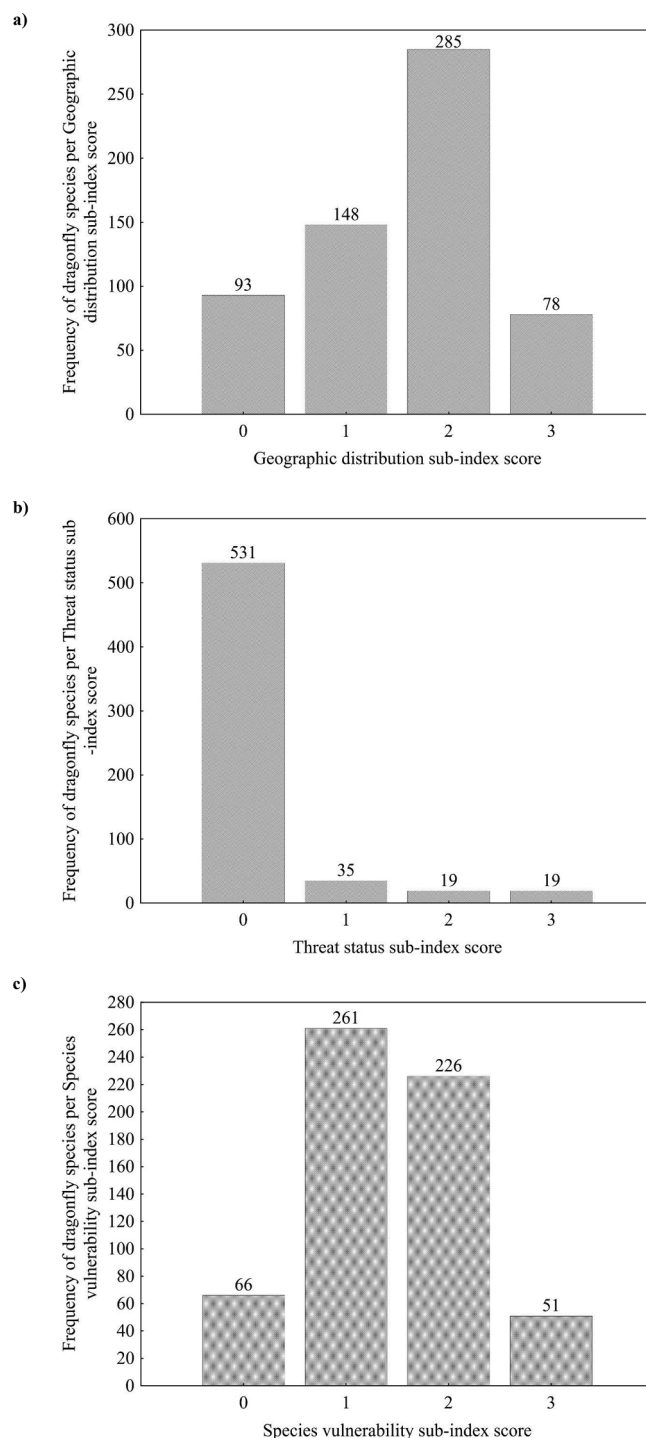 a)
Frequency of dragonfly species per Geographic
distribution sub-index score
300
250
200
150
100
50
0
93
148
285
78
0 1 2 3
Geographic distribution sub-index score
b)
Frequency of dragonfly species per Threat status sub
-index score
600
500
400
300
200
100
0
531
35
19
19
0 1 2 3
Threat status sub-index score
c)
Frequency of dragonfly species per Species
vulnerability sub-index score
280
260
240
220
200
180
160
140
120
100
80
60
40
20
0
66
261
226
51
0 1 2 3
Species vulnerability sub-index score